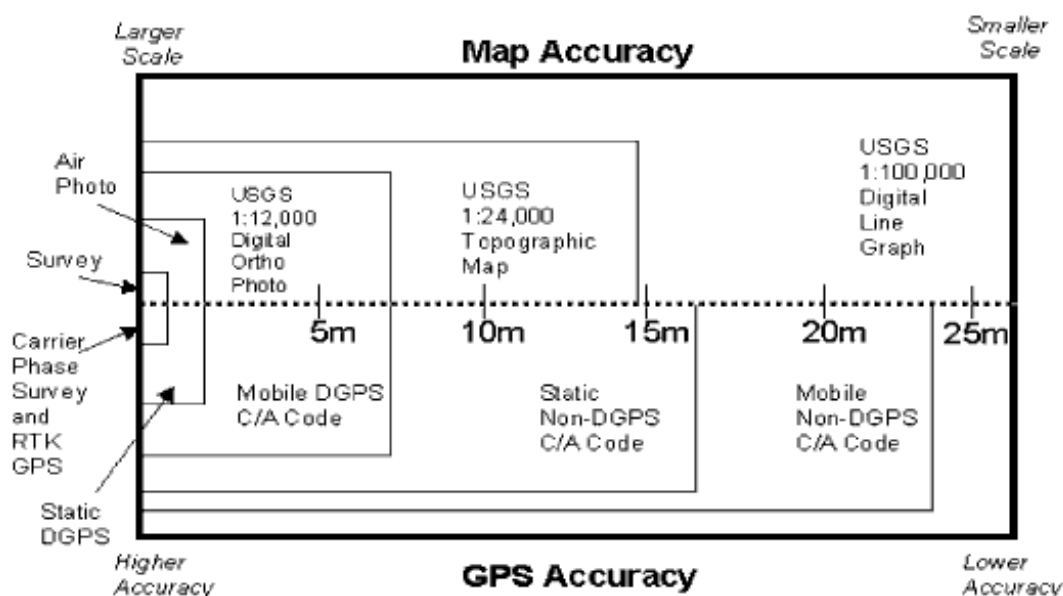 Larger
Scale
Map Accuracy
Smaller
Scale
Air
Photo
Survey
USGS
1:12,000
Digital
Ortho
Photo
USGS
1:24,000
Topographic
Map
USGS
1:100,000
Digital
Line
Graph
5m
10m
15m
20m
25m
Carrier
Phase
Survey
and
RTK
GPS
Static
DGPS
Mobile DGPS
C/A Code
Static
Non-DGPS
C/A Code
Mobile
Non-DGPS
C/A Code
Higher
Accuracy
GPS Accuracy
Lower
Accuracy